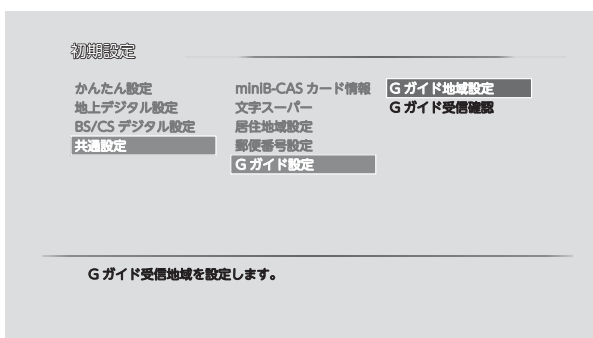 初期設定
かんたん設定
地上デジタル設定
BS/CS デジタル設定
共通設定
miniB-CAS カード情報
文字スーパー
居住地域設定
郵便番号設定
G ガイド設定
G ガイド地域設定
G ガイド受信確認
G ガイド受信地域を設定します。